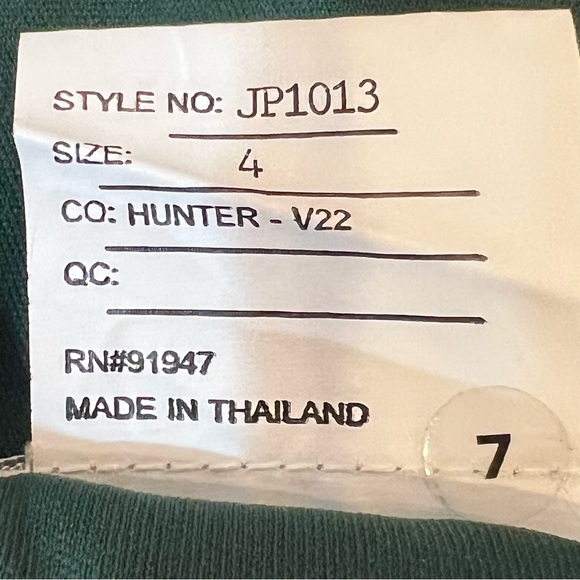 STYLE NO: JP1013
SIZE: 4
CO: HUNTER - V22
QC:
RN#91947
MADE IN THAILAND
7